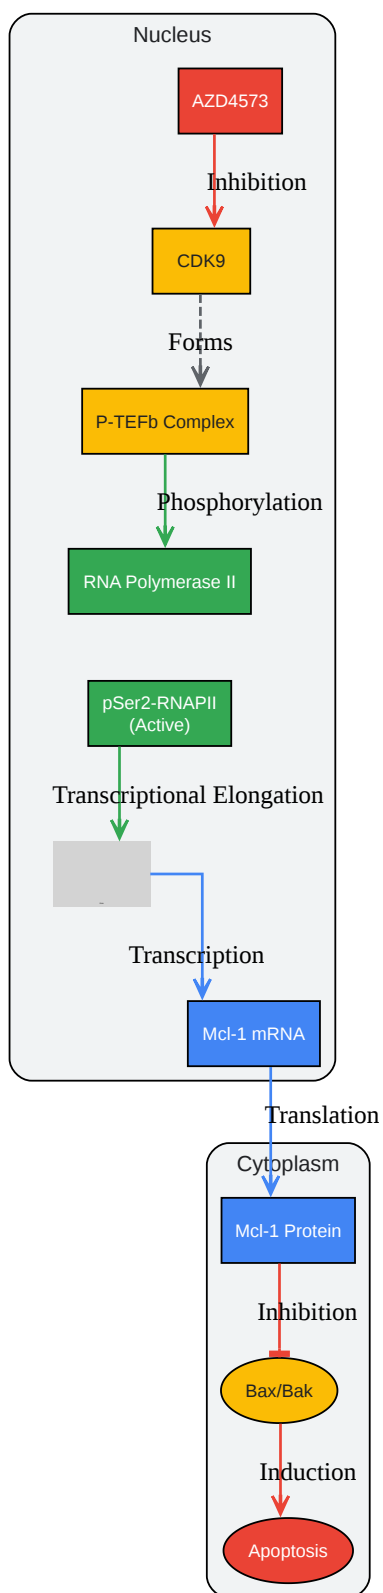 Nucleus
AZD4573
Inhibition
CDK9
Forms
P-TEFb Complex
Phosphorylation
RNA Polymerase II
pSer2-RNAPII
(Active)
Transcriptional Elongation
Transcription
Mcl-1 mRNA
Translation
Cytoplasm
Mcl-1 Protein
Inhibition
Bax/Bak
Induction
Apoptosis